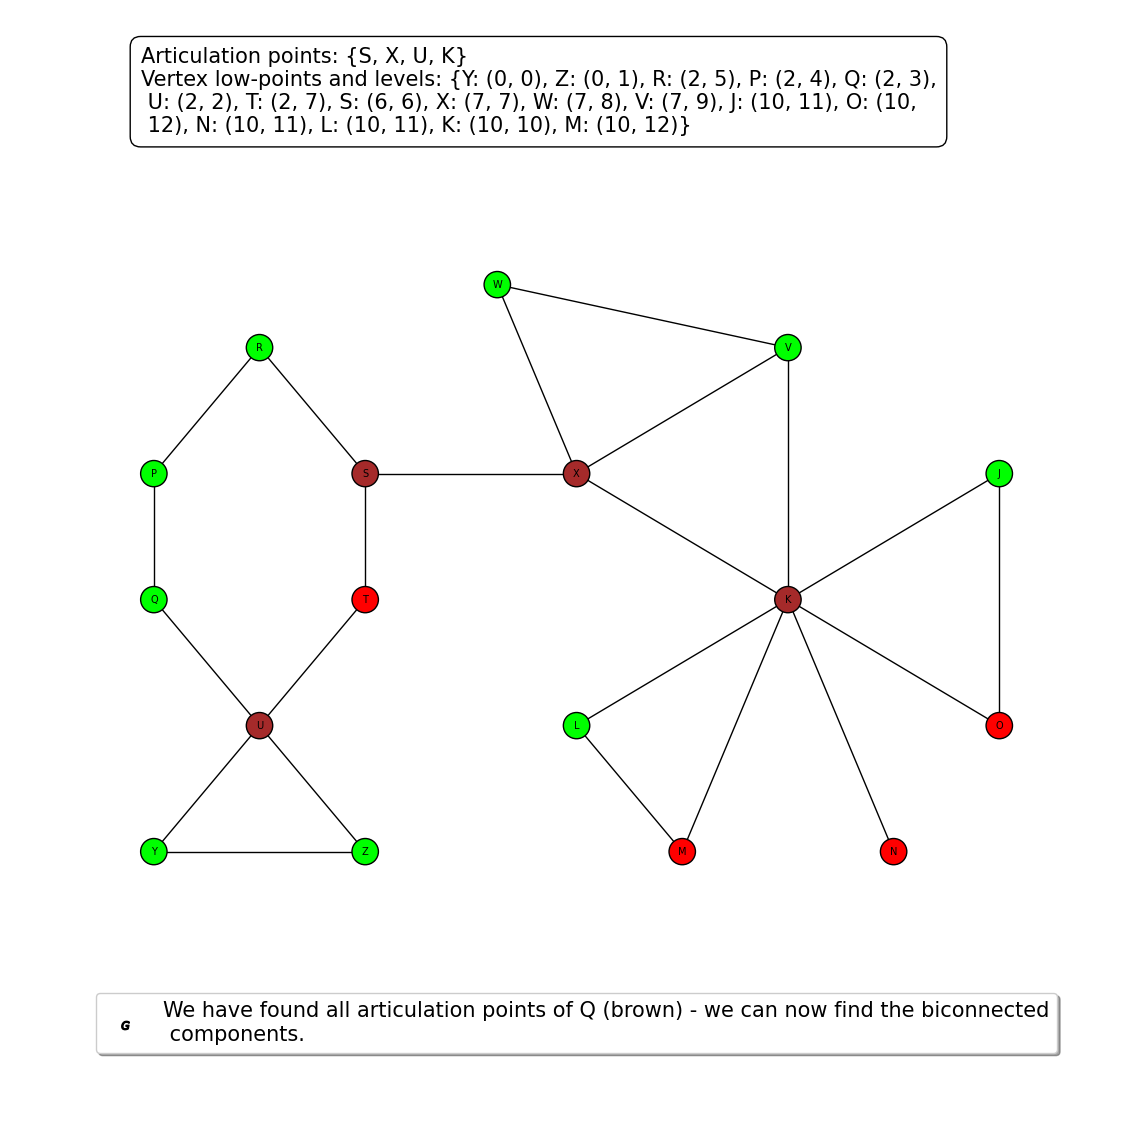 Articulation points: {S, X, U, K}
Vertex low-points and levels: {Y: (0, 0), Z: (0, 1), R: (2, 5), P: (2, 4), Q: (2, 3),
U: (2, 2), T: (2, 7), S: (6, 6), X: (7, 7), W: (7, 8), V: (7, 9), J: (10, 11), O: (10,
12), N: (10, 11), L: (10, 11), K: (10, 10), M: (10, 12)}
W
R
V
P
S
X
J
Q
T
K
U
L
O
Y
Z
M
N
G
We have found all articulation points of Q (brown) - we can now find the biconnected
components.